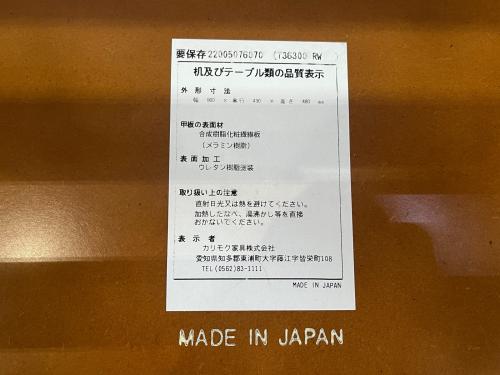 要保存 22005076070 (T36300 RW )
机及びテーブル類の品質表示
外形寸法
幅 900 × 奥行 450 × 高さ 480 mm
甲板の表面材
合成樹脂化粧繊維板
(メラミン樹脂)
表面加工
ウレタン樹脂塗装
取り扱い上の注意
直射日光又は熱を避けてください。
加熱したなべ、湯沸かし等を直接
おかないでください。
表示者
カリモク家具株式会社
愛知県知多郡東浦町大字藤江字皆栄町108
TEL(0562)83-1111
MADE IN JAPAN
MADE IN JAPAN